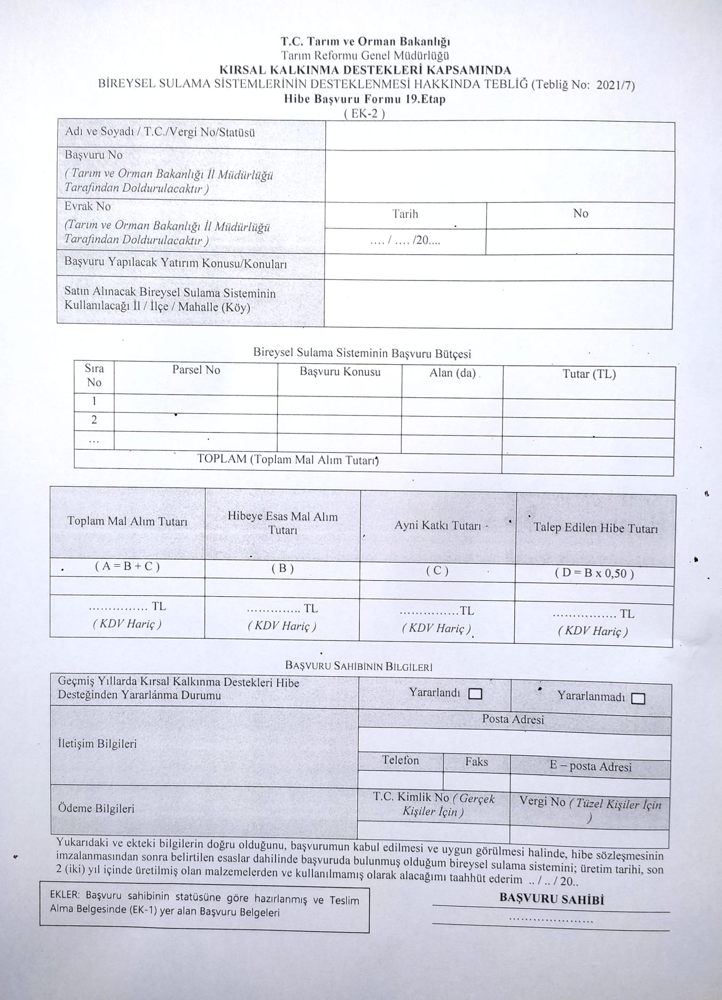 T.C. Tarım ve Orman Bakanlığı
Tarım Reformu Genel Müdürlüğü
KIRSAL KALKINMA DESTEKLERİ KAPSAMINDA
BİREYSEL SULAMA SİSTEMLERİNİN DESTEKLENMESİ HAKKINDA TEBLİĞ (Tebliğ No: 2021/7)
Hibe Başvuru Formu 19.Etap
( EK-2 )
Adı ve Soyadı / T.C./Vergi No/Statüsü
Başvuru No
( Tarım ve Orman Bakanlığı İl Müdürlüğü
Tarafından Doldurulacaktır )
Evrak No
(Tarım ve Orman Bakanlığı İl Müdürlüğü
Tarafından Doldurulacaktır )
Tarih No
.... / .... /20....
Başvuru Yapılacak Yatırım Konusu/Konuları
Satın Alınacak Bireysel Sulama Sisteminin
Kullanılacağı İl / İlçe / Mahalle (Köy)
Bireysel Sulama Sisteminin Başvuru Bütçesi
Sıra
No
Parsel No Başvuru Konusu Alan (da) Tutar (TL)
1
2
...
TOPLAM (Toplam Mal Alım Tutarı)
Toplam Mal Alım Tutarı
Hibeye Esas Mal Alım
Tutarı
Ayni Katkı Tutarı
Talep Edilen Hibe Tutarı
( A = B + C ) ( B ) ( C ) ( D = B x 0,50 )
............... TL .............. TL ...............TL ................ TL
( KDV Hariç ) ( KDV Hariç ) ( KDV Hariç ) ( KDV Hariç )
BAŞVURU SAHİBİNİN BİLGİLERİ
Geçmiş Yıllarda Kırsal Kalkınma Destekleri Hibe
Desteğinden Yararlanma Durumu
Yararlandı Yararlanmadı
İletişim Bilgileri
Posta Adresi
Telefon Faks E – posta Adresi
Ödeme Bilgileri
T.C. Kimlik No ( Gerçek
Kişiler İçin )
Vergi No ( Tüzel Kişiler İçin
)
Yukarıdaki ve ekteki bilgilerin doğru olduğunu, başvurumun kabul edilmesi ve uygun görülmesi halinde, hibe sözleşmesinin
imzalanmasından sonra belirtilen esaslar dahilinde başvuruda bulunmuş olduğum bireysel sulama sistemini; üretim tarihi, son
2 (iki) yıl içinde üretilmiş olan malzemelerden ve kullanılmamış olarak alacağımı taahhüt ederim .. / .. / 20..
EKLER: Başvuru sahibinin statüsüne göre hazırlanmış ve Teslim
Alma Belgesinde (EK-1) yer alan Başvuru Belgeleri
BAŞVURU SAHİBİ
.....................